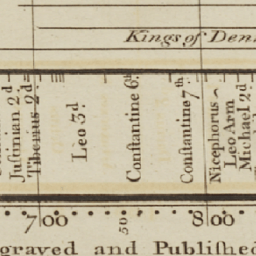 Kings of Den
Juſtinian 2d
Tiberius 2d
Leo 3d
Conſtantine 6th
Conſtantine 7th
Nicephorus
Leo Arm
Michael 2d
700
50
800
graved and Publiſhed